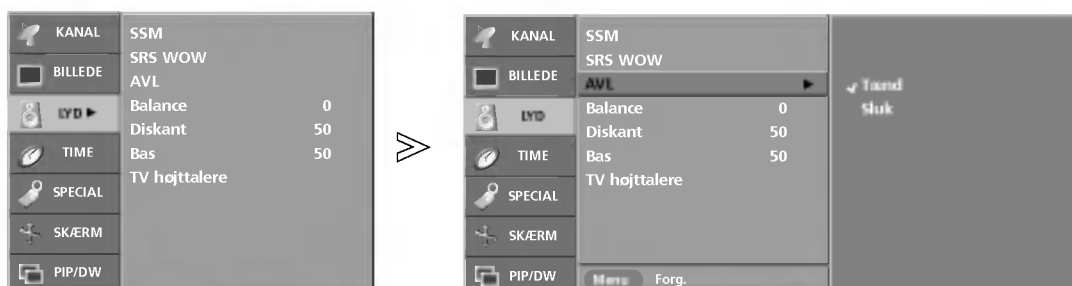 KANAL
BILLEDE
LYD ►
TIME
SPECIAL
SKÆRM
PIP/DW
SSM
SRS WOW
AVL
Balance 0
Diskant 50
Bas 50
TV højttalere
KANAL
BILLEDE
LYD
TIME
SPECIAL
SKÆRM
PIP/DW
SSM
SRS WOW
AVL ►
Balance 0
Diskant 50
Bas 50
TV højttalere
Menu Forg.
✓ Tænd
Sluk